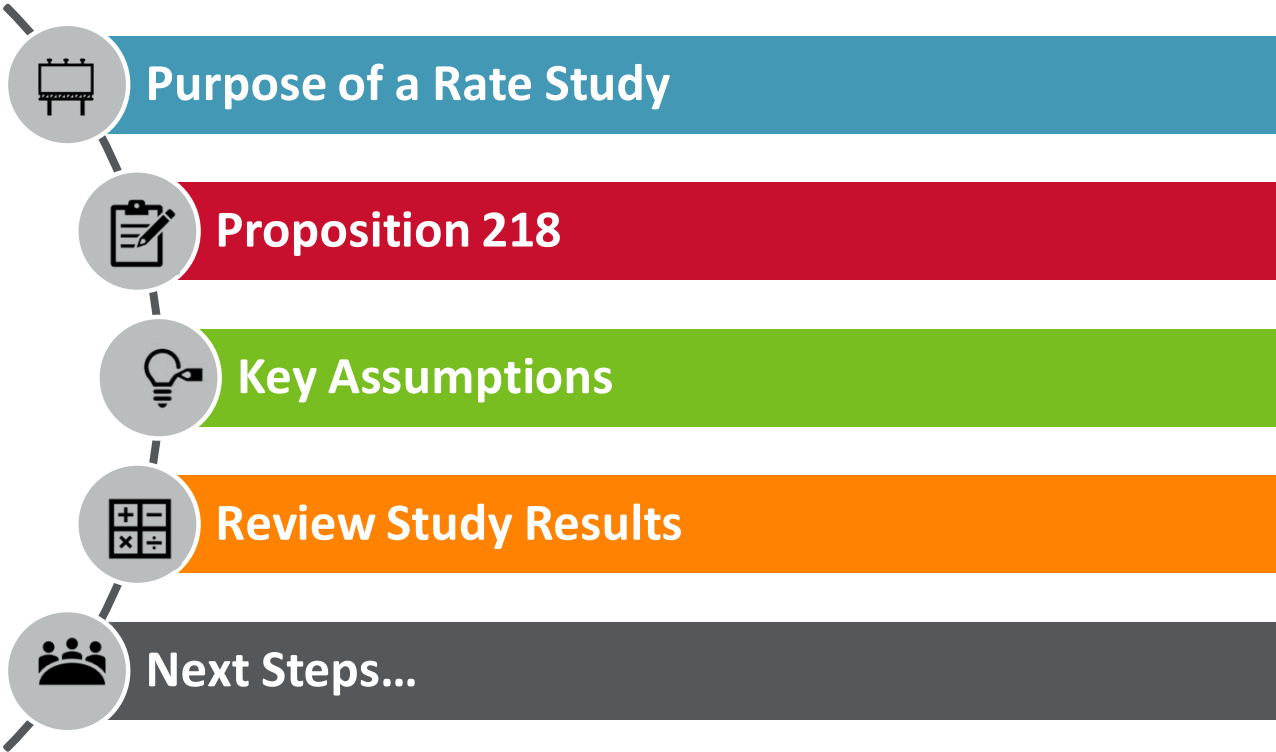 Purpose of a Rate Study
Proposition 218
Key Assumptions
Review Study Results
Next Steps...